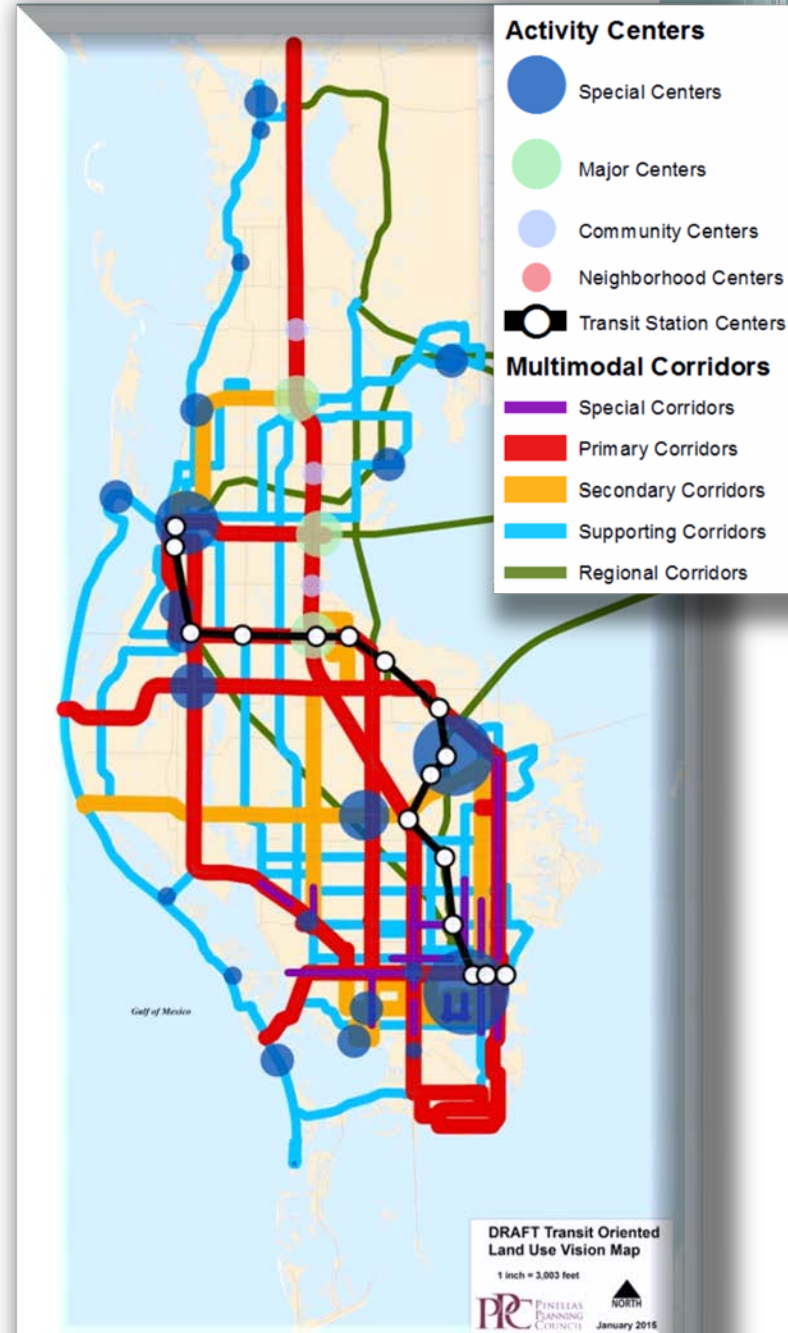 Activity Centers
Special Centers
Major Centers
Community Centers
Neighborhood Centers
Transit Station Centers
Multimodal Corridors
Special Corridors
Primary Corridors
Secondary Corridors
Supporting Corridors
Regional Corridors
Gulf of Mexico
DRAFT Transit Oriented
Land Use Vision Map
1 inch = 3,003 feet
PPC PINELLAS
PLANNING
COUNCIL
NORTH
January 2015